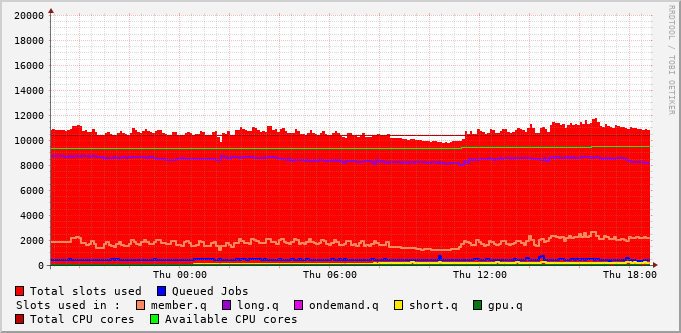 20000
18000
16000
14000
12000
10000
8000
6000
4000
2000
0
Thu 00:00 Thu 06:00 Thu 12:00 Thu 18:00
RRDTOOL / TOBI OETIKER
Total slots used Queued Jobs
Slots used in : member.q long.q ondemand.q short.q gpu.q
Total CPU cores Available CPU cores